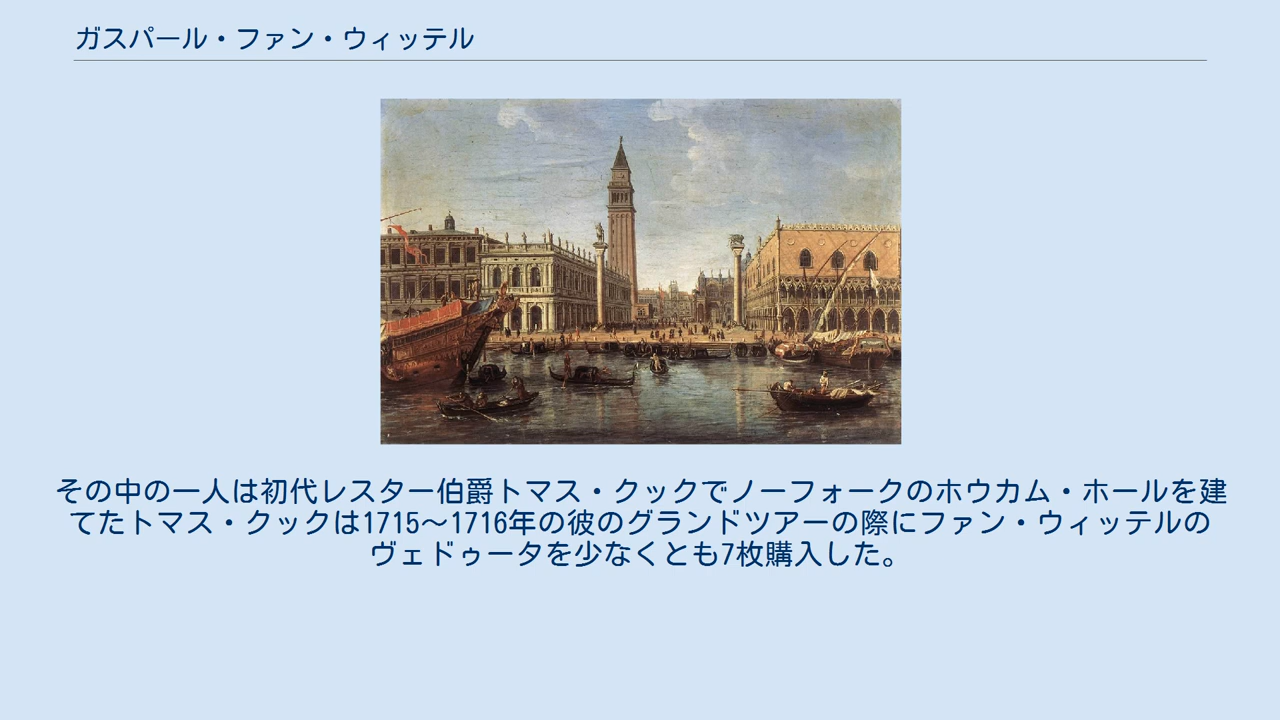 ガスパール・ファン・ウィッテル
その中の一人は初代レスター伯爵トマス・クックでノーフォークのホウカム・ホールを建
てたトマス・クックは1715～1716年の彼のグランドツアーの際にファン・ウィッテルの
ヴェドゥータを少なくとも7枚購入した。